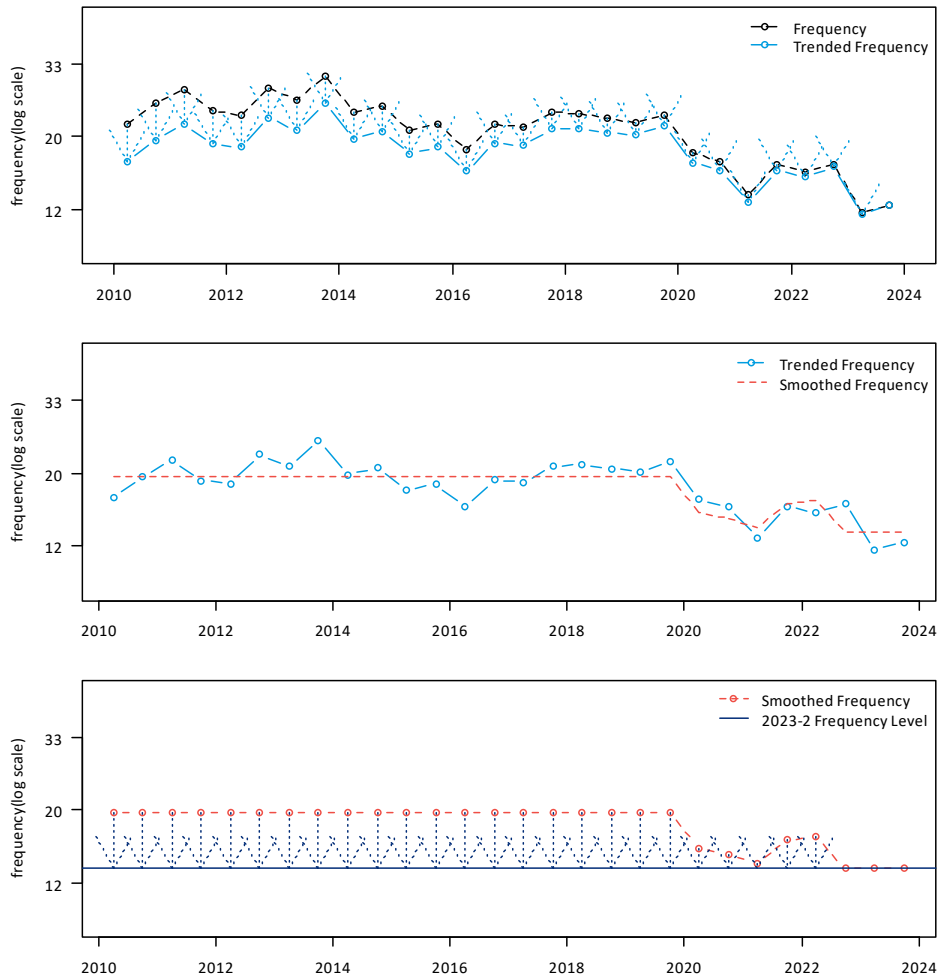 frequency(log scale)
Frequency
Trended Frequency
33
20
12
2010 2012 2014 2016 2018 2020 2022 2024
frequency(log scale)
Trended Frequency
Smoothed Frequency
33
20
12
2010 2012 2014 2016 2018 2020 2022 2024
frequency(log scale)
Smoothed Frequency
2023-2 Frequency Level
33
20
12
2010 2012 2014 2016 2018 2020 2022 2024